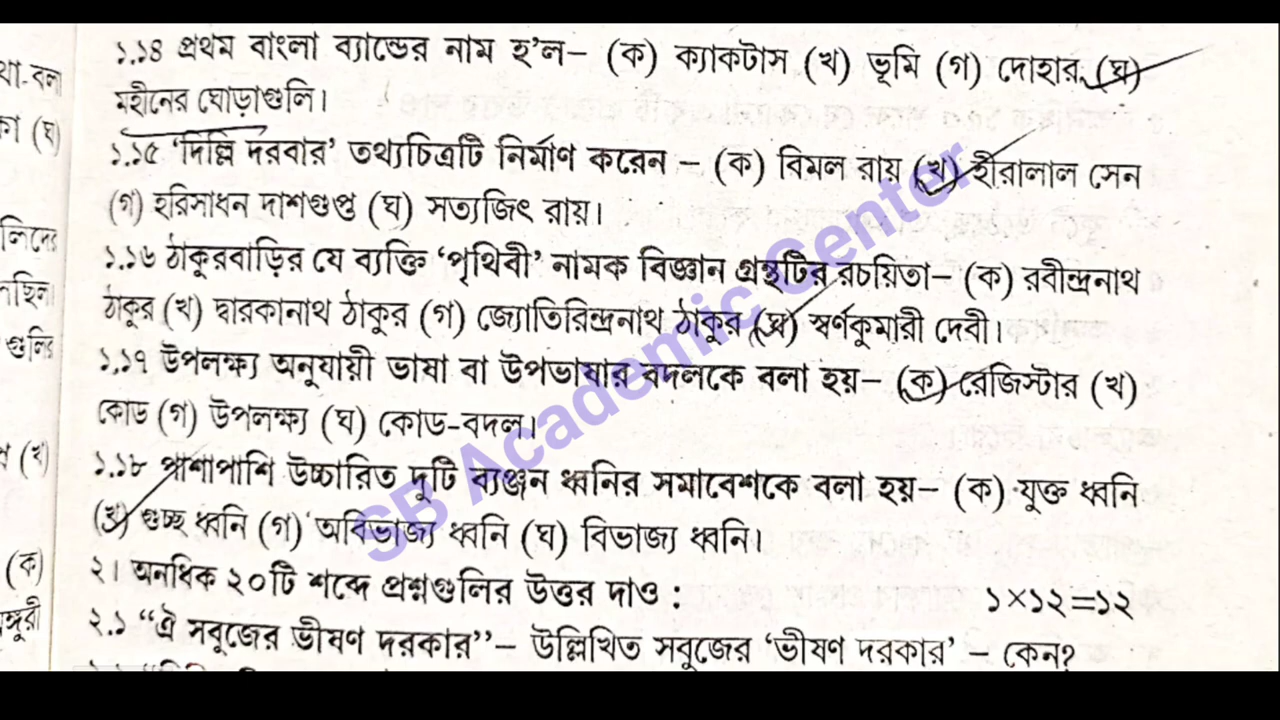 ১.১৪ প্রথম বাংলা ব্যান্ডের নাম হ'ল– (ক) ক্যাকটাস (খ) ভূমি (গ) দোহার (ঘ)
মহীনের ঘোড়াগুলি।
১.১৫ 'দিল্লি দরবার' তথ্যচিত্রটি নির্মাণ করেন – (ক) বিমল রায় (খ) হীরালাল সেন
(গ) হরিসাধন দাশগুপ্ত (ঘ) সত্যজিৎ রায়।
১.১৬ ঠাকুরবাড়ির যে ব্যক্তি 'পৃথিবী' নামক বিজ্ঞান গ্রন্থটির রচয়িতা– (ক) রবীন্দ্রনাথ
ঠাকুর (খ) দ্বারকানাথ ঠাকুর (গ) জ্যোতিরিন্দ্রনাথ ঠাকুর (ঘ) স্বর্ণকুমারী দেবী।
১.১৭ উপলক্ষ্য অনুযায়ী ভাষা বা উপভাষার বদলকে বলা হয়– (ক) রেজিস্টার (খ)
কোড (গ) উপলক্ষ্য (ঘ) কোড-বদল।
১.১৮ পাশাপাশি উচ্চারিত দুটি ব্যঞ্জন ধ্বনির সমাবেশকে বলা হয়– (ক) যুক্ত ধ্বনি
(খ) গুচ্ছ ধ্বনি (গ) অবিভাজ্য ধ্বনি (ঘ) বিভাজ্য ধ্বনি।
২। অনধিক ২০টি শব্দে প্রশ্নগুলির উত্তর দাও : ১×১২=১২
২.১ "ঐ সবুজের ভীষণ দরকার"– উল্লিখিত সবুজের 'ভীষণ দরকার' – কেন?
থা-বলা
কা (ঘ)
লিদের
ছিল
গুলির
(খ)
(ক)
ঙ্গুরী
SB Academic Center